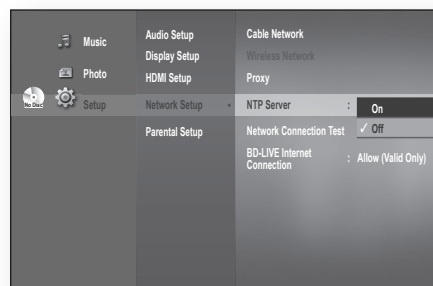 Music
Photo
No Disc
Setup
Audio Setup
Display Setup
HDMI Setup
Network Setup
Parental Setup
Cable Network
Wireless Network
Proxy
NTP Server : On
✓ Off
Network Connection Test
BD-LIVE Internet
Connection : Allow (Valid Only)